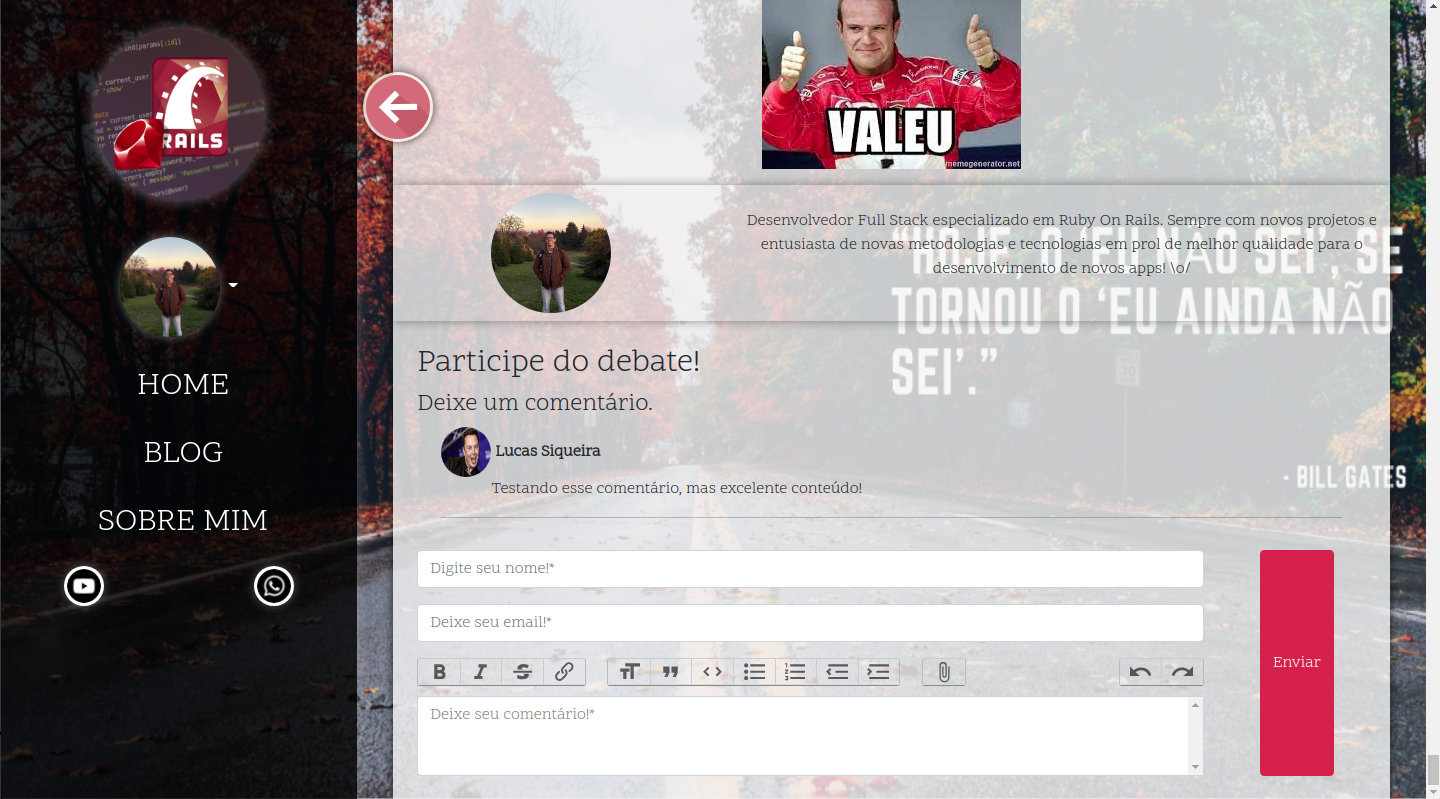 RAILS
HOME
BLOG
SOBRE MIM
VALEU
memegenerator.net
Desenvolvedor Full Stack especializado em Ruby On Rails. Sempre com novos projetos e
entusiasta de novas metodologias e tecnologias em prol de melhor qualidade para o
desenvolvimento de novos apps! \o/
“HOJE O ‘EU NÃO SEI’, SE
TORNOU O ‘EU AINDA NÃO
SEI’.”
- BILL GATES
Participe do debate!
Deixe um comentário.
Lucas Siqueira
Testando esse comentário, mas excelente conteúdo!
Digite seu nome!*
Deixe seu email!*
Deixe seu comentário!*
Enviar